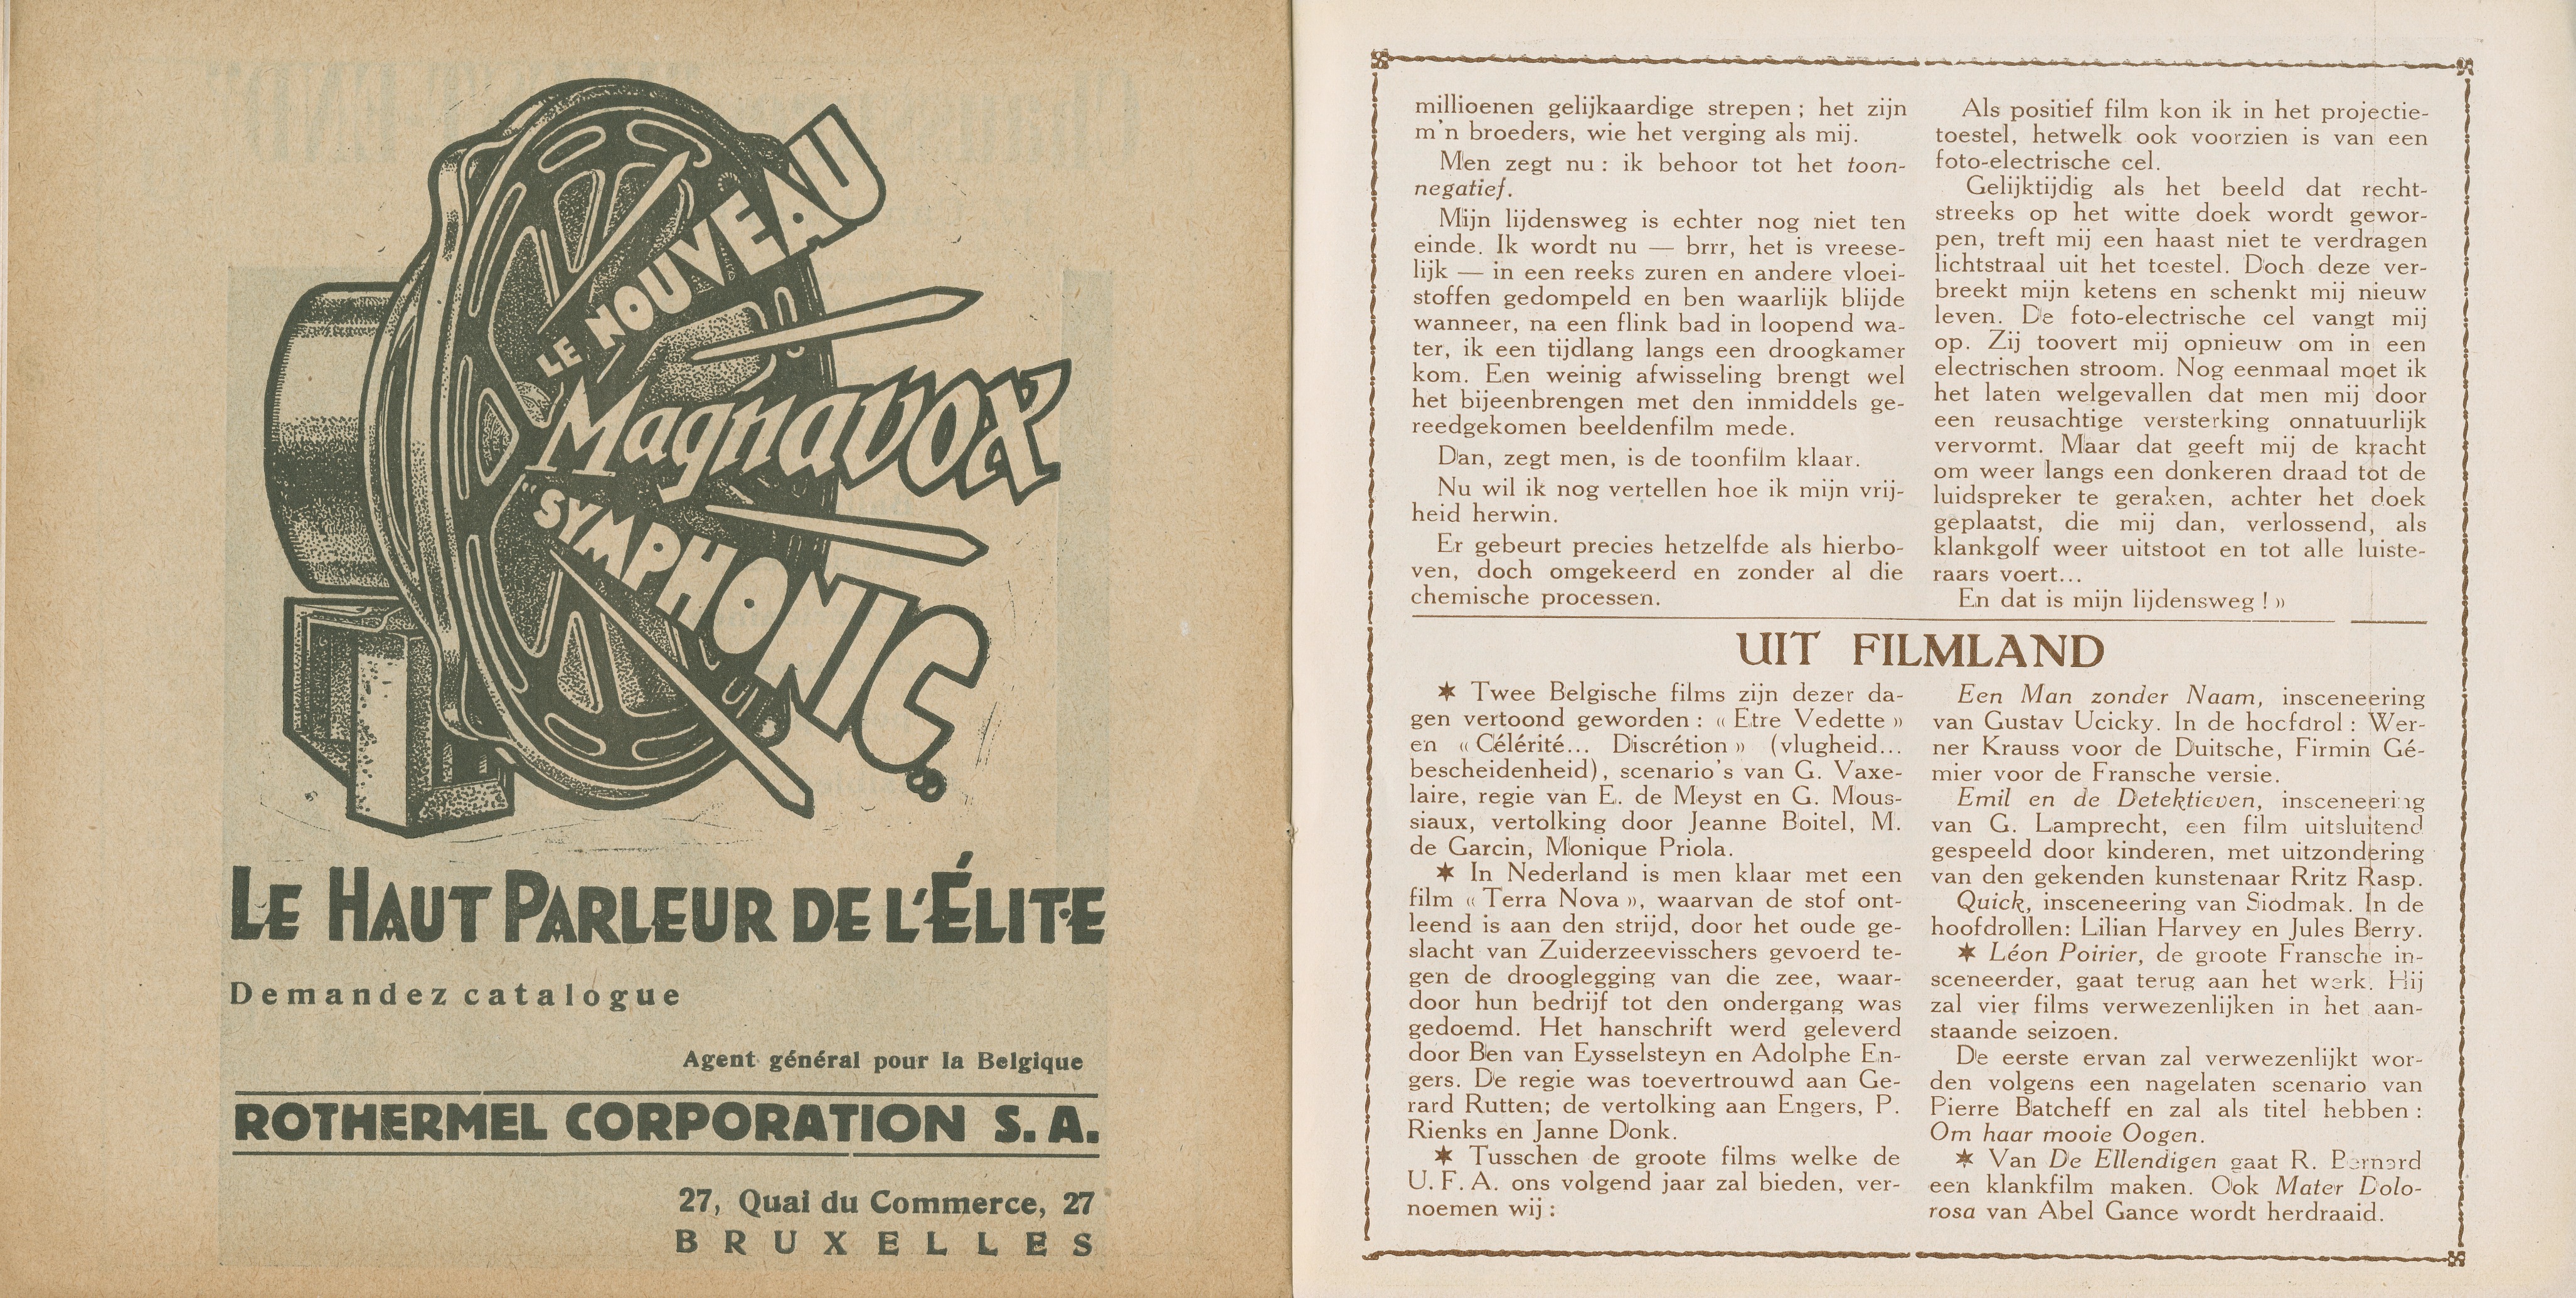 LE NOUVEAU
Magnavox
"SYMPHONIC."
LE HAUT PARLEUR DE L'ÉLITE
Demandez catalogue
Agent général pour la Belgique
ROTHERMEL CORPORATION S. A.
27, Quai du Commerce, 27
BRUXELLES
millioenen gelijkaardige strepen ; het zijn
m'n broeders, wie het verging als mij.
Men zegt nu : ik behoor tot het toon-
negatief.
Mijn lijdensweg is echter nog niet ten
einde. Ik wordt nu — brrr, het is vreese-
lijk — in een reeks zuren en andere vloei-
stoffen gedompeld en ben waarlijk blijde
wanneer, na een flink bad in loopend wa-
ter, ik een tijdlang langs een droogkamer
kom. Een weinig afwisseling brengt wel
het bijeenbrengen met den inmiddels ge-
reedgekomen beeldenfilm mede.
Dan, zegt men, is de toonfilm klaar.
Nu wil ik nog vertellen hoe ik mijn vrij-
heid herwin.
Er gebeurt precies hetzelfde als hierbo-
ven, doch omgekeerd en zonder al die
chemische processen.
Als positief film kon ik in het projectie-
toestel, hetwelk ook voorzien is van een
foto-electrische cel.
Gelijktijdig als het beeld dat recht-
streeks op het witte doek wordt gewor-
pen, treft mij een haast niet te verdragen
lichtstraal uit het toestel. Doch deze ver-
breekt mijn ketens en schenkt mij nieuw
leven. De foto-electrische cel vangt mij
op. Zij toovert mij opnieuw om in een
electrischen stroom. Nog eenmaal moet ik
het laten welgevallen dat men mij door
een reusachtige versterking onnatuurlijk
vervormt. Maar dat geeft mij de kracht
om weer langs een donkeren draad tot de
luidspreker te geraken, achter het doek
geplaatst, die mij dan, verlossend, als
klankgolf weer uitstoot en tot alle luiste-
raars voert...
En dat is mijn lijdensweg ! »
UIT FILMLAND
★ Twee Belgische films zijn dezer da-
gen vertoond geworden : « Etre Vedette »
en « Célérité... Discrétion » (vlugheid...
bescheidenheid), scenario's van G. Vaxe-
laire, regie van E. de Meyst en G. Mous-
siaux, vertolking door Jeanne Boitel, M.
de Garcin, Monique Priola.
★ In Nederland is men klaar met een
film « Terra Nova », waarvan de stof ont-
leend is aan den strijd, door het oude ge-
slacht van Zuiderzeevisschers gevoerd te-
gen de drooglegging van die zee, waar-
door hun bedrijf tot den ondergang was
gedoemd. Het hanschrift werd geleverd
door Ben van Eysselsteyn en Adolphe En-
gers. De regie was toevertrouwd aan Ge-
rard Rutten; de vertolking aan Engers, P.
Rienks en Janne Donk.
★ Tusschen de groote films welke de
U. F. A. ons volgend jaar zal bieden, ver-
noemen wij :
Een Man zonder Naam, insceneering
van Gustav Ucicky. In de hoofdrol : Wer-
ner Krauss voor de Duitsche, Firmin Gé-
mier voor de Fransche versie.
Emil en de Detektieven, insceneering
van G. Lamprecht, een film uitsluitend
gespeeld door kinderen, met uitzondering
van den gekenden kunstenaar Rritz Rasp.
Quick, insceneering van Siodmak. In de
hoofdrollen: Lilian Harvey en Jules Berry.
★ Léon Poirier, de groote Fransche in-
sceneerder, gaat terug aan het werk. Hij
zal vier films verwezenlijken in het aan-
staande seizoen.
De eerste ervan zal verwezenlijkt wor-
den volgens een nagelaten scenario van
Pierre Batcheff en zal als titel hebben :
Om haar mooie Oogen.
★ Van De Ellendigen gaat R. Bernard
een klankfilm maken. Ook Mater Dolo-
rosa van Abel Gance wordt herdraaid.